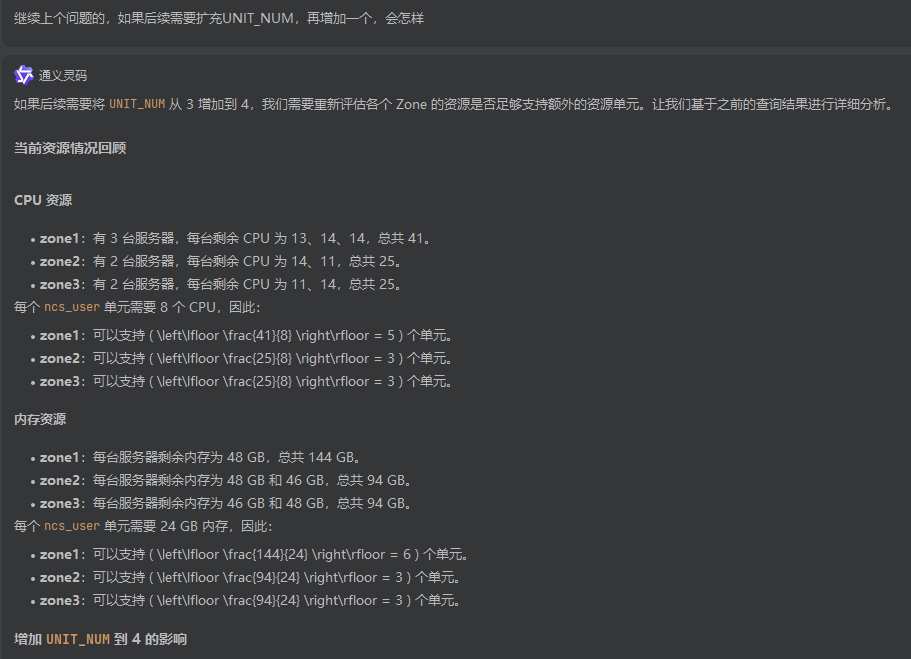 继续上个问题的，如果后续需要扩充UNIT_NUM，再增加一个，会怎样
通义灵码
如果后续需要将 UNIT_NUM 从 3 增加到 4，我们需要重新评估各个 Zone 的资源是否足够支持额外的资源单元。让我们基于之前的查询结果进行详细分析。
当前资源情况回顾
CPU 资源
• zone1：有 3 台服务器，每台剩余 CPU 为 13、14、14，总共 41。
• zone2：有 2 台服务器，每台剩余 CPU 为 14、11，总共 25。
• zone3：有 2 台服务器，每台剩余 CPU 为 11、14，总共 25。
每个 ncs_user 单元需要 8 个 CPU，因此：
• zone1：可以支持 ( \left\lfloor \frac{41}{8} \right\rfloor = 5 ) 个单元。
• zone2：可以支持 ( \left\lfloor \frac{25}{8} \right\rfloor = 3 ) 个单元。
• zone3：可以支持 ( \left\lfloor \frac{25}{8} \right\rfloor = 3 ) 个单元。
内存资源
• zone1：每台服务器剩余内存为 48 GB，总共 144 GB。
• zone2：每台服务器剩余内存为 48 GB 和 46 GB，总共 94 GB。
• zone3：每台服务器剩余内存为 46 GB 和 48 GB，总共 94 GB。
每个 ncs_user 单元需要 24 GB 内存，因此：
• zone1：可以支持 ( \left\lfloor \frac{144}{24} \right\rfloor = 6 ) 个单元。
• zone2：可以支持 ( \left\lfloor \frac{94}{24} \right\rfloor = 3 ) 个单元。
• zone3：可以支持 ( \left\lfloor \frac{94}{24} \right\rfloor = 3 ) 个单元。
增加 UNIT_NUM 到 4 的影响